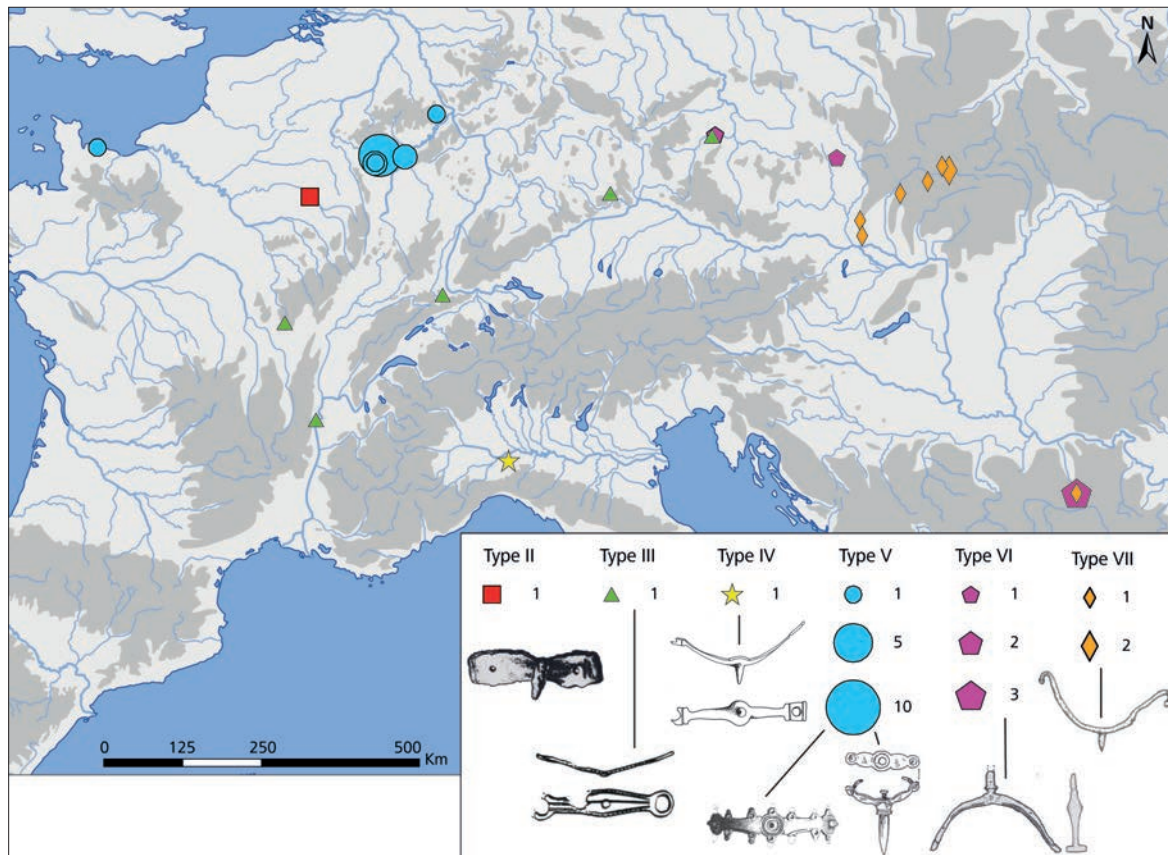 N
0 125 250 500
Km
Type II Type III Type IV Type V Type VI Type VII
1 1 1 1 1 1
5 2 2
10 3